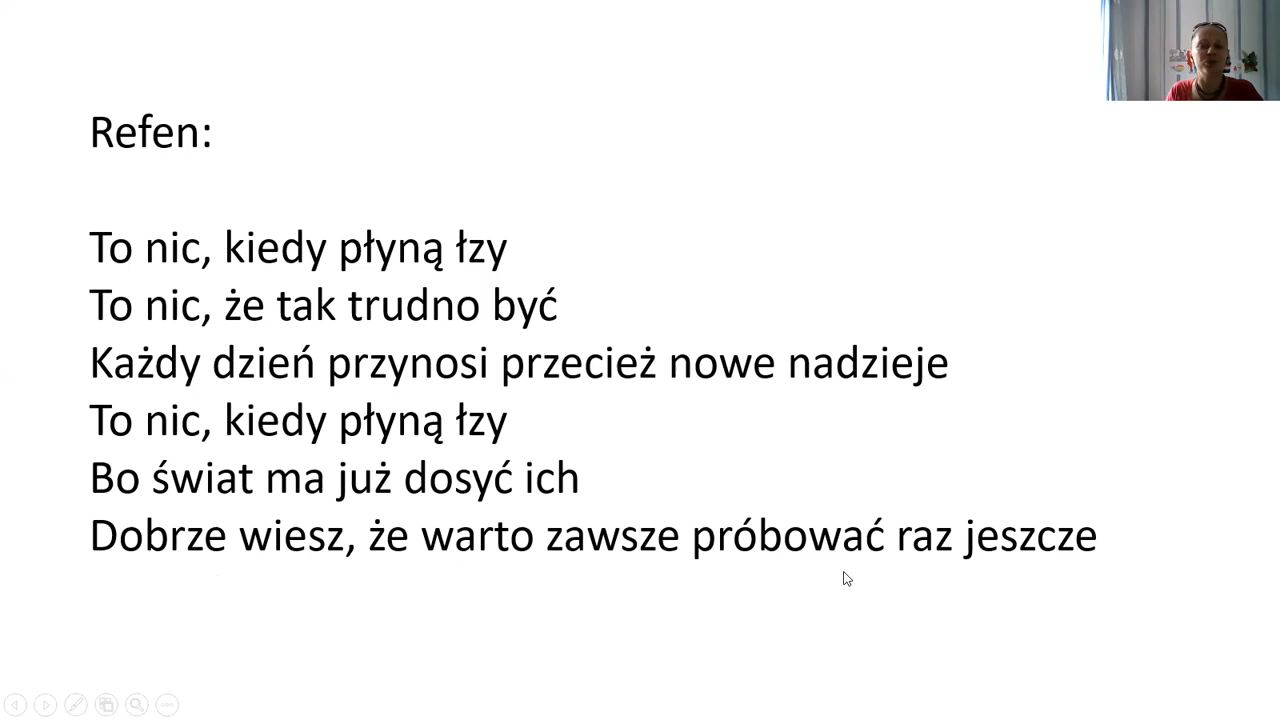 Refen:
To nic, kiedy płyną łzy
To nic, że tak trudno być
Każdy dzień przynosi przecież nowe nadzieje
To nic, kiedy płyną łzy
Bo świat ma już dosyć ich
Dobrze wiesz, że warto zawsze próbować raz jeszcze